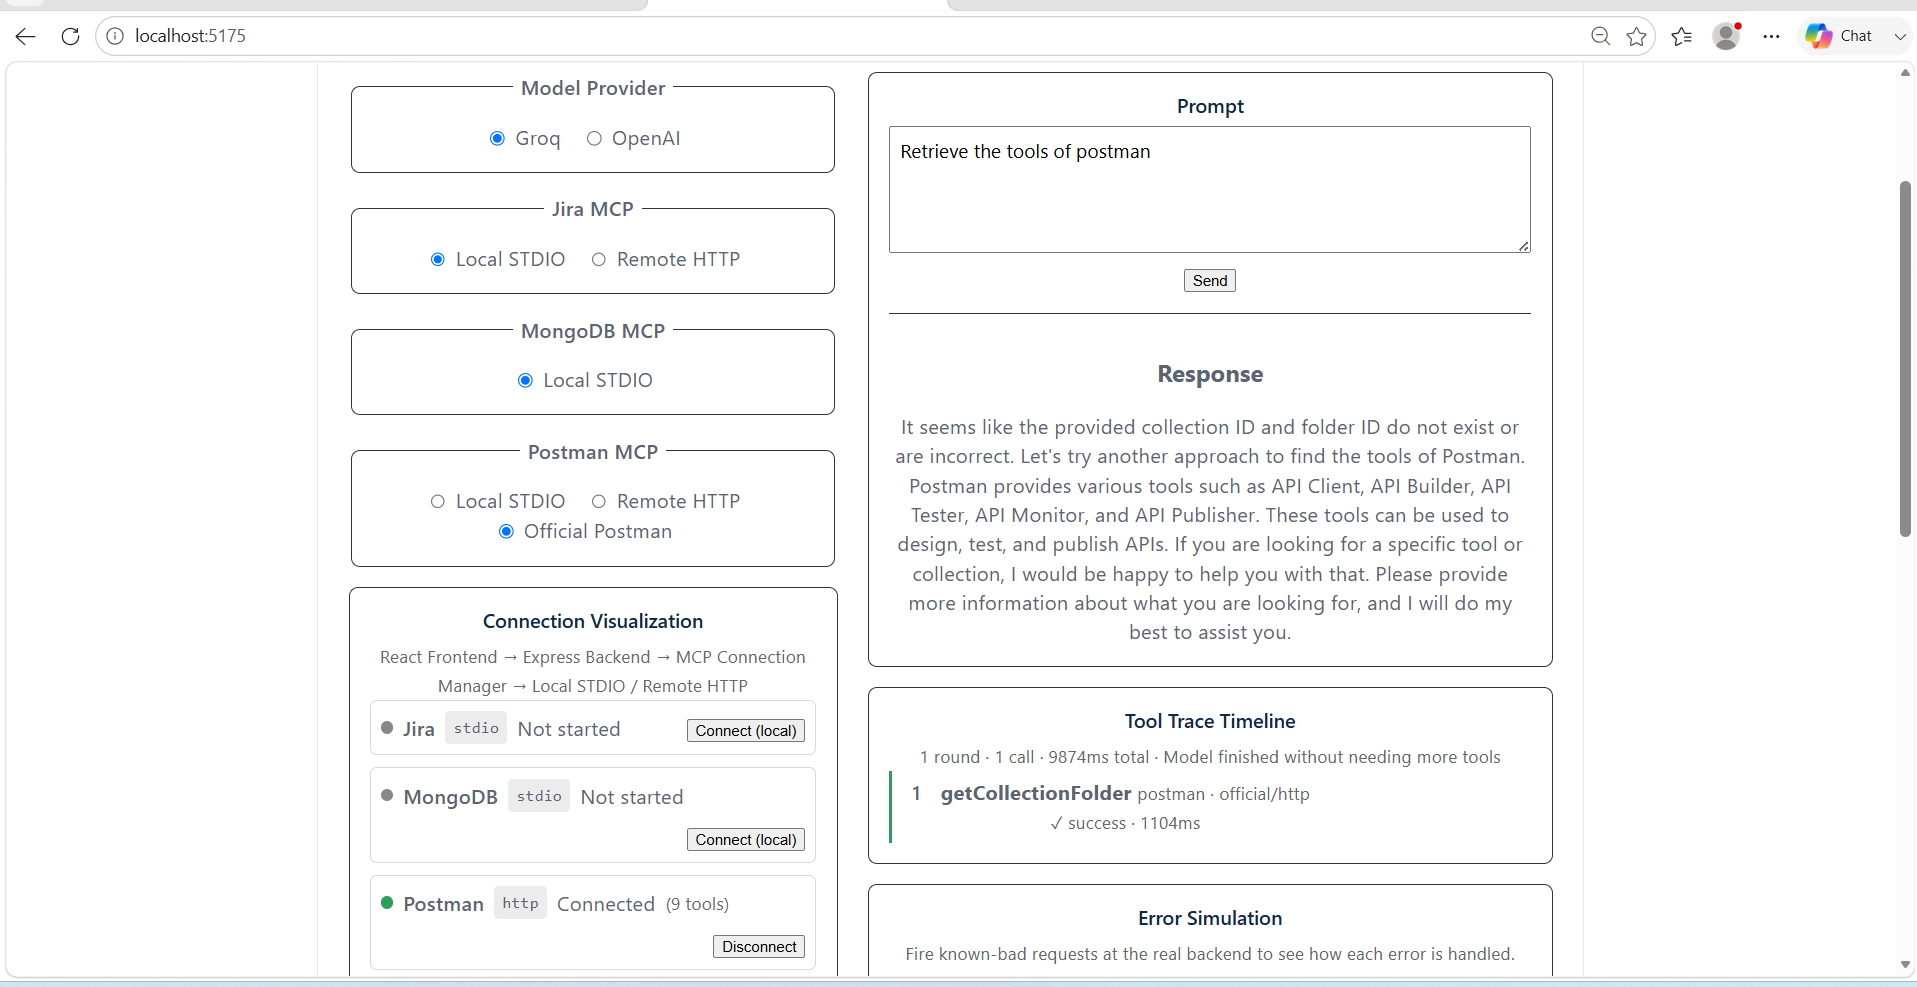 localhost:5175
Chat
Model Provider
Groq
OpenAI
Jira MCP
Local STDIO
Remote HTTP
MongoDB MCP
Local STDIO
Postman MCP
Local STDIO
Remote HTTP
Official Postman
Connection Visualization
React Frontend → Express Backend → MCP Connection
Manager → Local STDIO / Remote HTTP
Jira stdio Not started
Connect (local)
MongoDB stdio Not started
Connect (local)
Postman http Connected (9 tools)
Disconnect
Prompt
Retrieve the tools of postman
Send
Response
It seems like the provided collection ID and folder ID do not exist or
are incorrect. Let's try another approach to find the tools of Postman.
Postman provides various tools such as API Client, API Builder, API
Tester, API Monitor, and API Publisher. These tools can be used to
design, test, and publish APIs. If you are looking for a specific tool or
collection, I would be happy to help you with that. Please provide
more information about what you are looking for, and I will do my
best to assist you.
Tool Trace Timeline
1 round · 1 call · 9874ms total · Model finished without needing more tools
1 getCollectionFolder postman · official/http
✓ success · 1104ms
Error Simulation
Fire known-bad requests at the real backend to see how each error is handled.